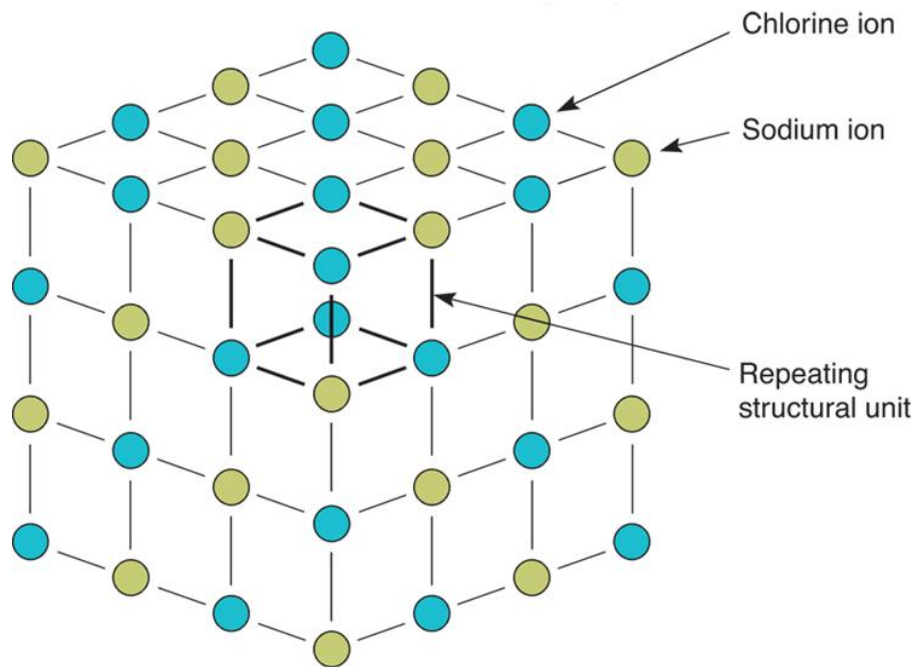 Chlorine ion
Sodium ion
Repeating
structural unit